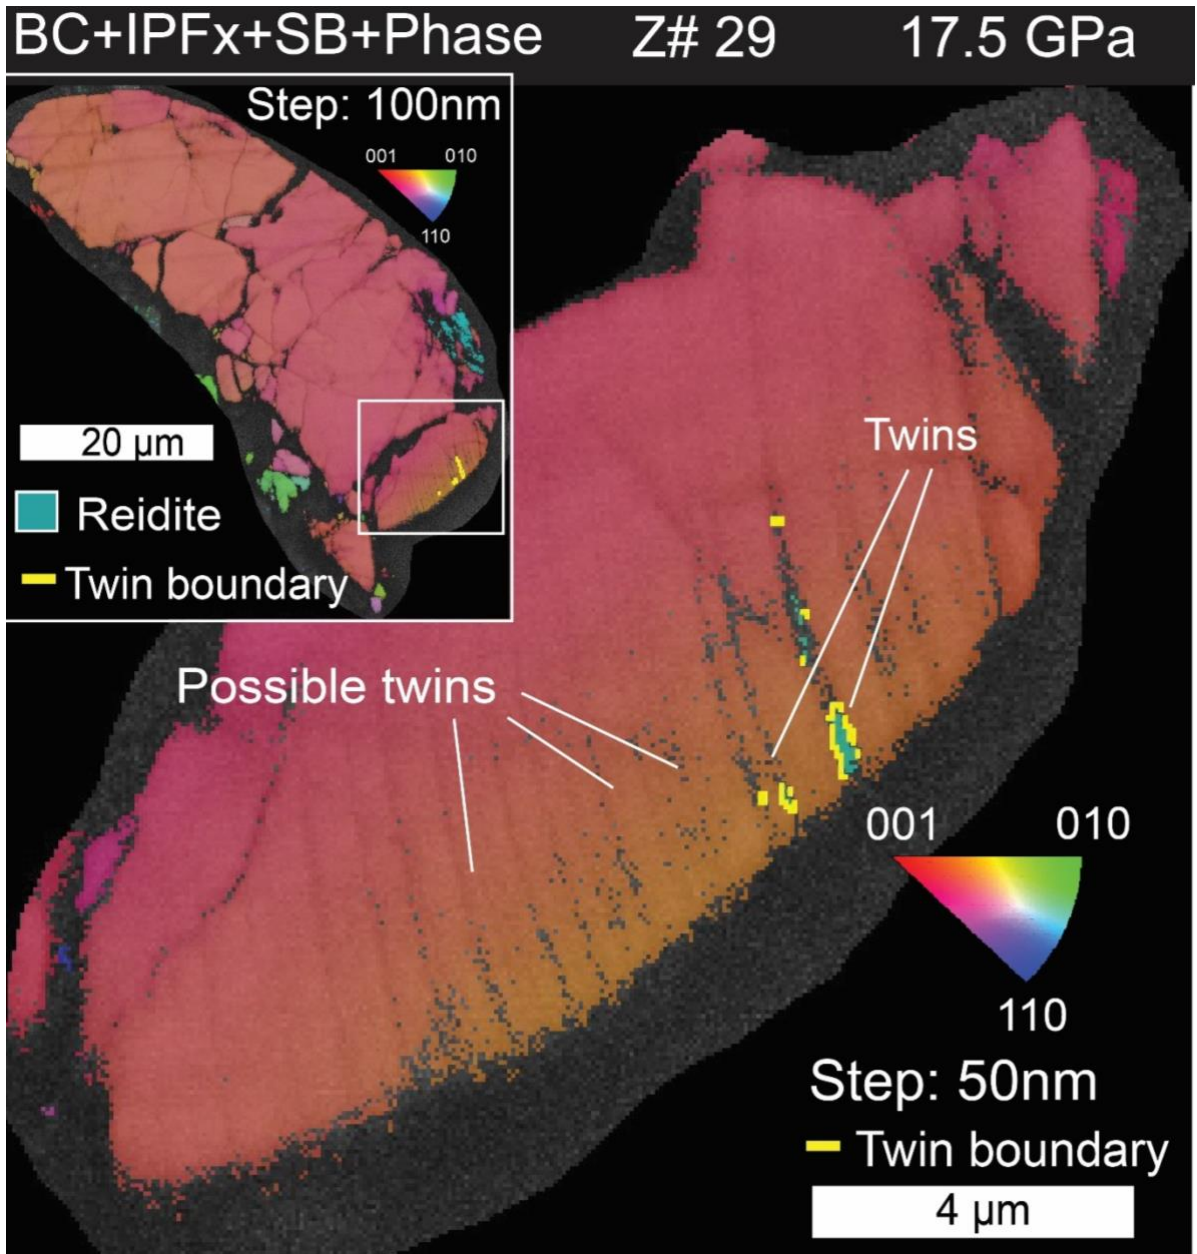 BC+IPFx+SB+Phase Z# 29 17.5 GPa
Step: 100nm
001 010
110
20 µm
Reidite
Twin boundary
Twins
Possible twins
001 010
110
Step: 50nm
Twin boundary
4 µm